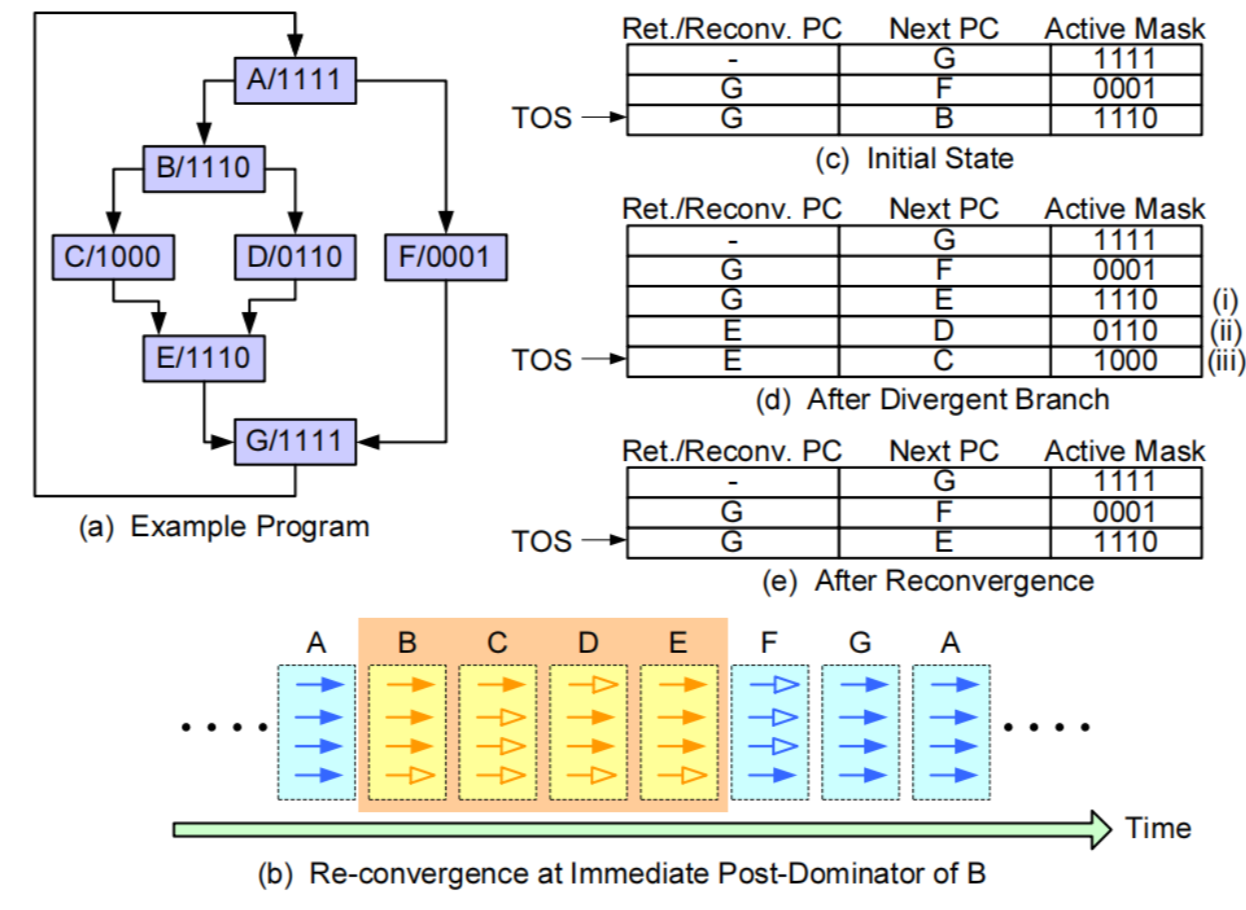 A/1111
B/1110
C/1000 D/0110 F/0001
E/1110
G/1111
(a) Example Program
Ret./Reconv. PC Next PC Active Mask
- G 1111
G F 0001
TOS G B 1110
(c) Initial State
Ret./Reconv. PC Next PC Active Mask
- G 1111
G F 0001
G E 1110 (i)
E D 0110 (ii)
TOS E C 1000 (iii)
(d) After Divergent Branch
Ret./Reconv. PC Next PC Active Mask
- G 1111
G F 0001
TOS G E 1110
(e) After Reconvergence
A B C D E F G A
Time
(b) Re-convergence at Immediate Post-Dominator of B